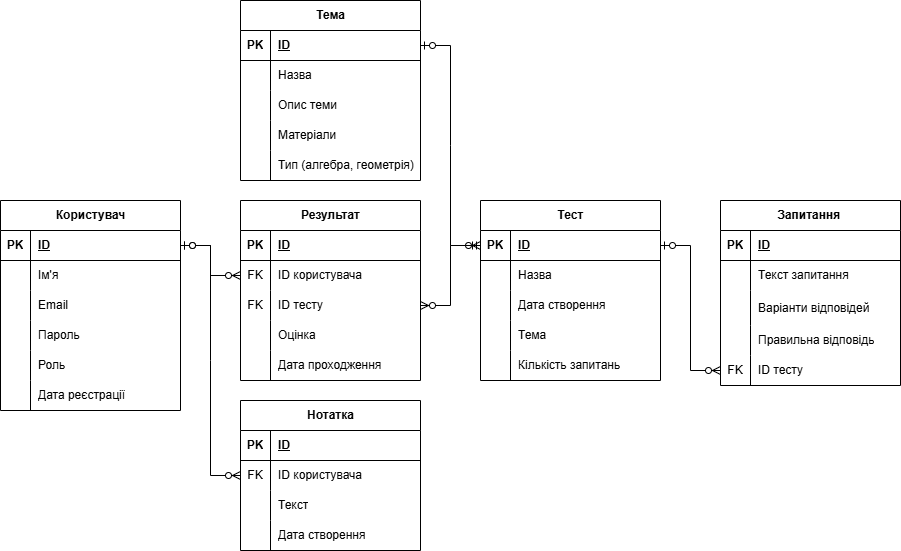 Тема
PK ID
Назва
Опис теми
Матеріали
Тип (алгебра, геометрія)
Користувач
PK ID
Ім'я
Email
Пароль
Роль
Дата реєстрації
Результат
PK ID
FK ID користувача
FK ID тесту
Оцінка
Дата проходження
Тест
PK ID
Назва
Дата створення
Тема
Кількість запитань
Запитання
PK ID
Текст запитання
Варіанти відповідей
Правильна відповідь
FK ID тесту
Нотатка
PK ID
FK ID користувача
Текст
Дата створення